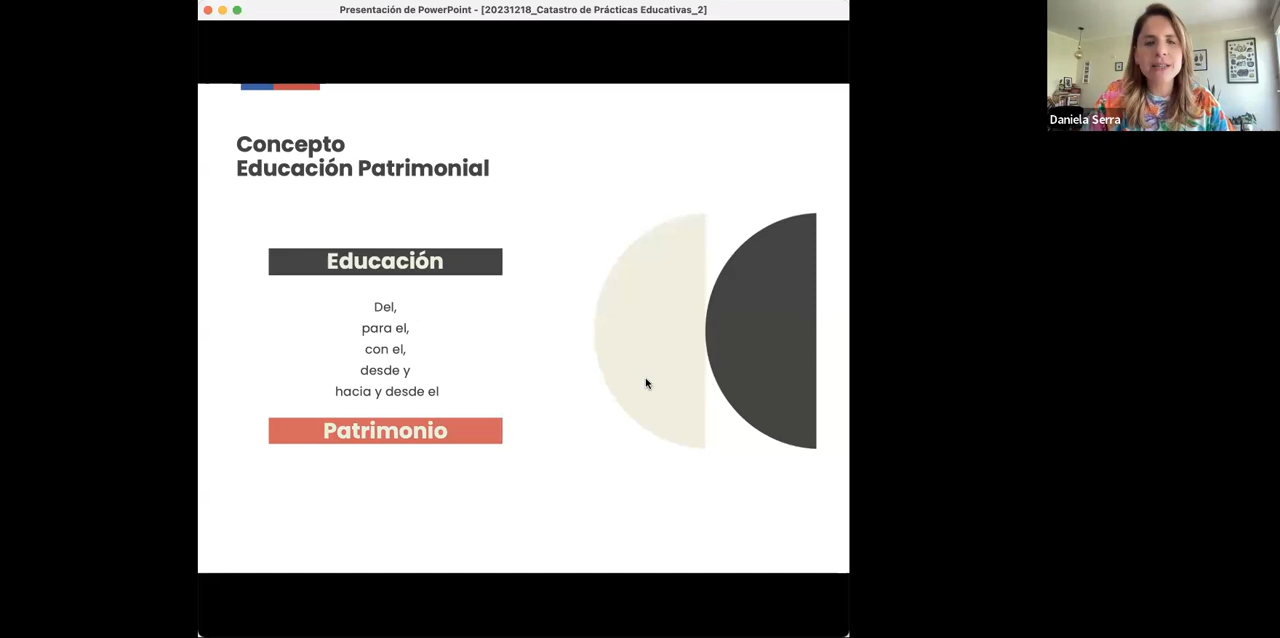 Presentación de PowerPoint - [20231218_Catastro de Prácticas Educativas_2]
Daniela Serra
Concepto
Educación Patrimonial
Educación
Del,
para el,
con el,
desde y
hacia y desde el
Patrimonio